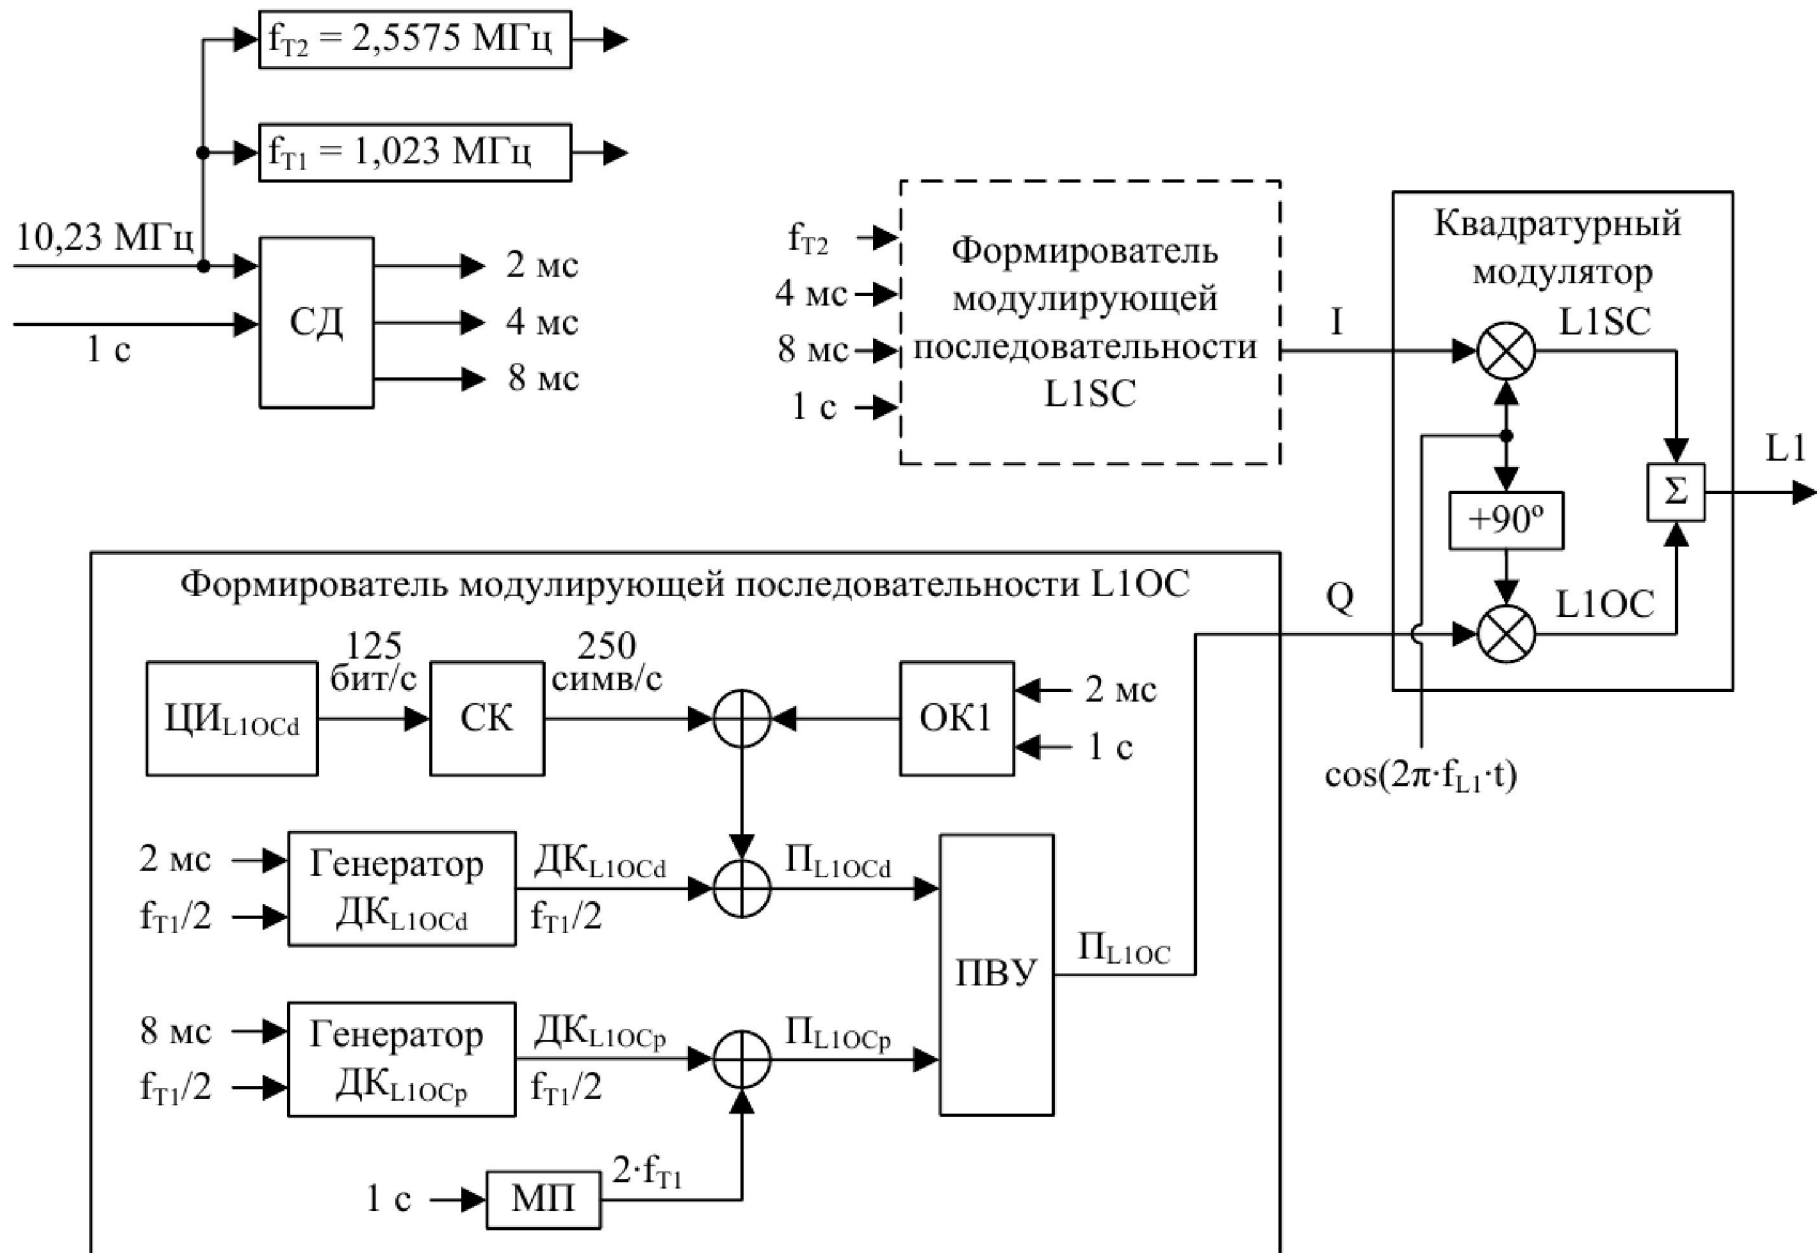 f_T2 = 2,5575 МГц
f_T1 = 1,023 МГц
10,23 МГц
1 с
СД
2 мс
4 мс
8 мс
f_T2
4 мс
8 мс
1 с
Формирователь
модулирующей
последовательности
L1SC
I
Квадратурный
модулятор
L1SC
+90º
Σ
L1
L1OC
Q
cos(2π·f_L1·t)
Формирователь модулирующей последовательности L1OC
ЦИ_L1OCd
125
бит/с
СК
250
симв/с
ОК1
2 мс
1 с
2 мс
f_T1/2
Генератор
ДК_L1OCd
ДК_L1OCd
f_T1/2
П_L1OCd
ПВУ
П_L1OC
8 мс
f_T1/2
Генератор
ДК_L1OCp
ДК_L1OCp
f_T1/2
П_L1OCp
1 с
МП
2·f_T1